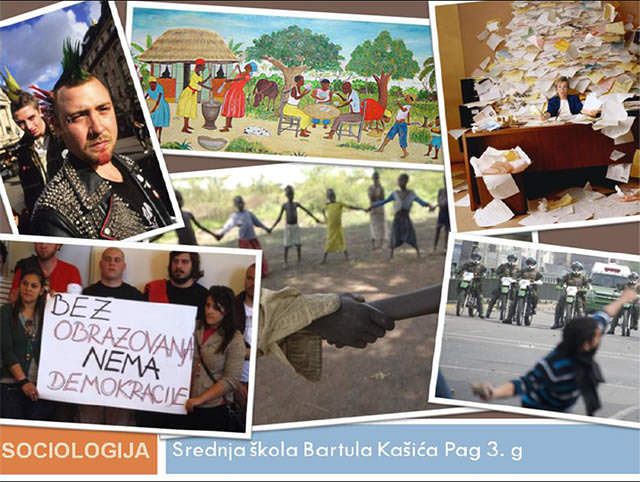 BEZ
OBRAZOVANJA
NEMA
DEMOKRACIJE
SOCIOLOGIJA
Srednja škola Bartula Kašića Pag 3. g